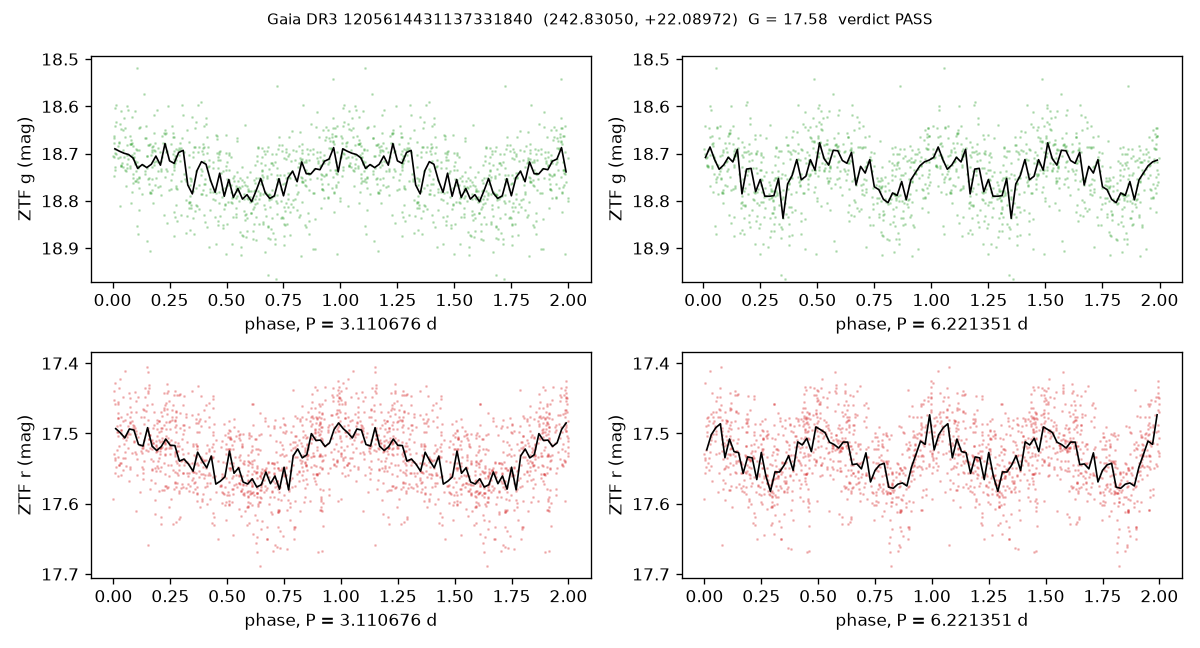 Gaia DR3 1205614431137331840 (242.83050, +22.08972) G = 17.58 verdict PASS
ZTF g (mag)
18.5
18.6
18.7
18.8
18.9
0.00 0.25 0.50 0.75 1.00 1.25 1.50 1.75 2.00
phase, P = 3.110676 d
ZTF g (mag)
18.5
18.6
18.7
18.8
18.9
0.00 0.25 0.50 0.75 1.00 1.25 1.50 1.75 2.00
phase, P = 6.221351 d
ZTF r (mag)
17.4
17.5
17.6
17.7
0.00 0.25 0.50 0.75 1.00 1.25 1.50 1.75 2.00
phase, P = 3.110676 d
ZTF r (mag)
17.4
17.5
17.6
17.7
0.00 0.25 0.50 0.75 1.00 1.25 1.50 1.75 2.00
phase, P = 6.221351 d